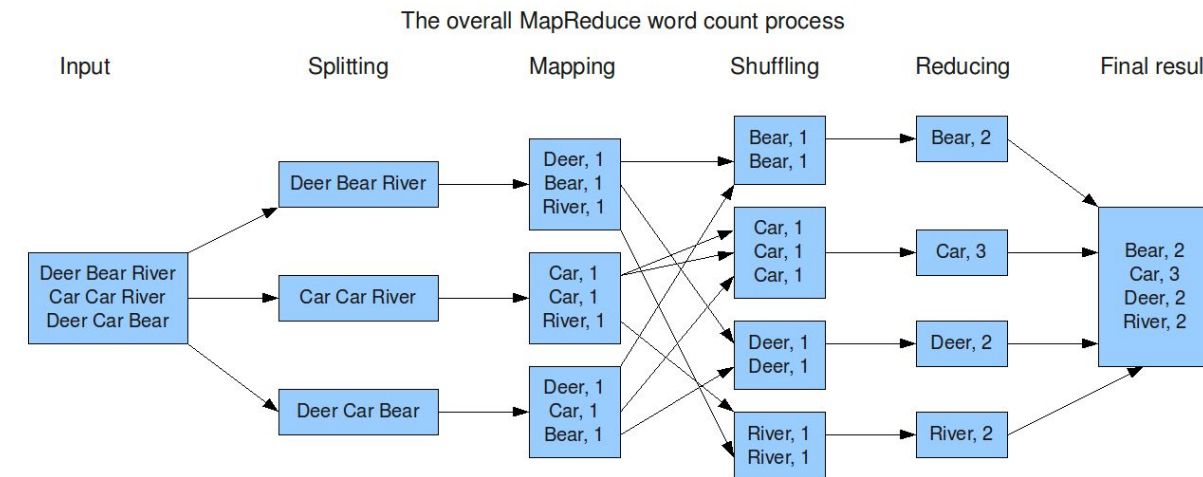 The overall MapReduce word count process
Input
Splitting
Mapping
Shuffling
Reducing
Final resul
Deer Bear River
Car Car River
Deer Car Bear
Deer Bear River
Car Car River
Deer Car Bear
Deer, 1
Bear, 1
River, 1
Car, 1
Car, 1
River, 1
Deer, 1
Car, 1
Bear, 1
Bear, 1
Bear, 1
Car, 1
Car, 1
Car, 1
Deer, 1
Deer, 1
River, 1
River, 1
Bear, 2
Car, 3
Deer, 2
River, 2
Bear, 2
Car, 3
Deer, 2
River, 2